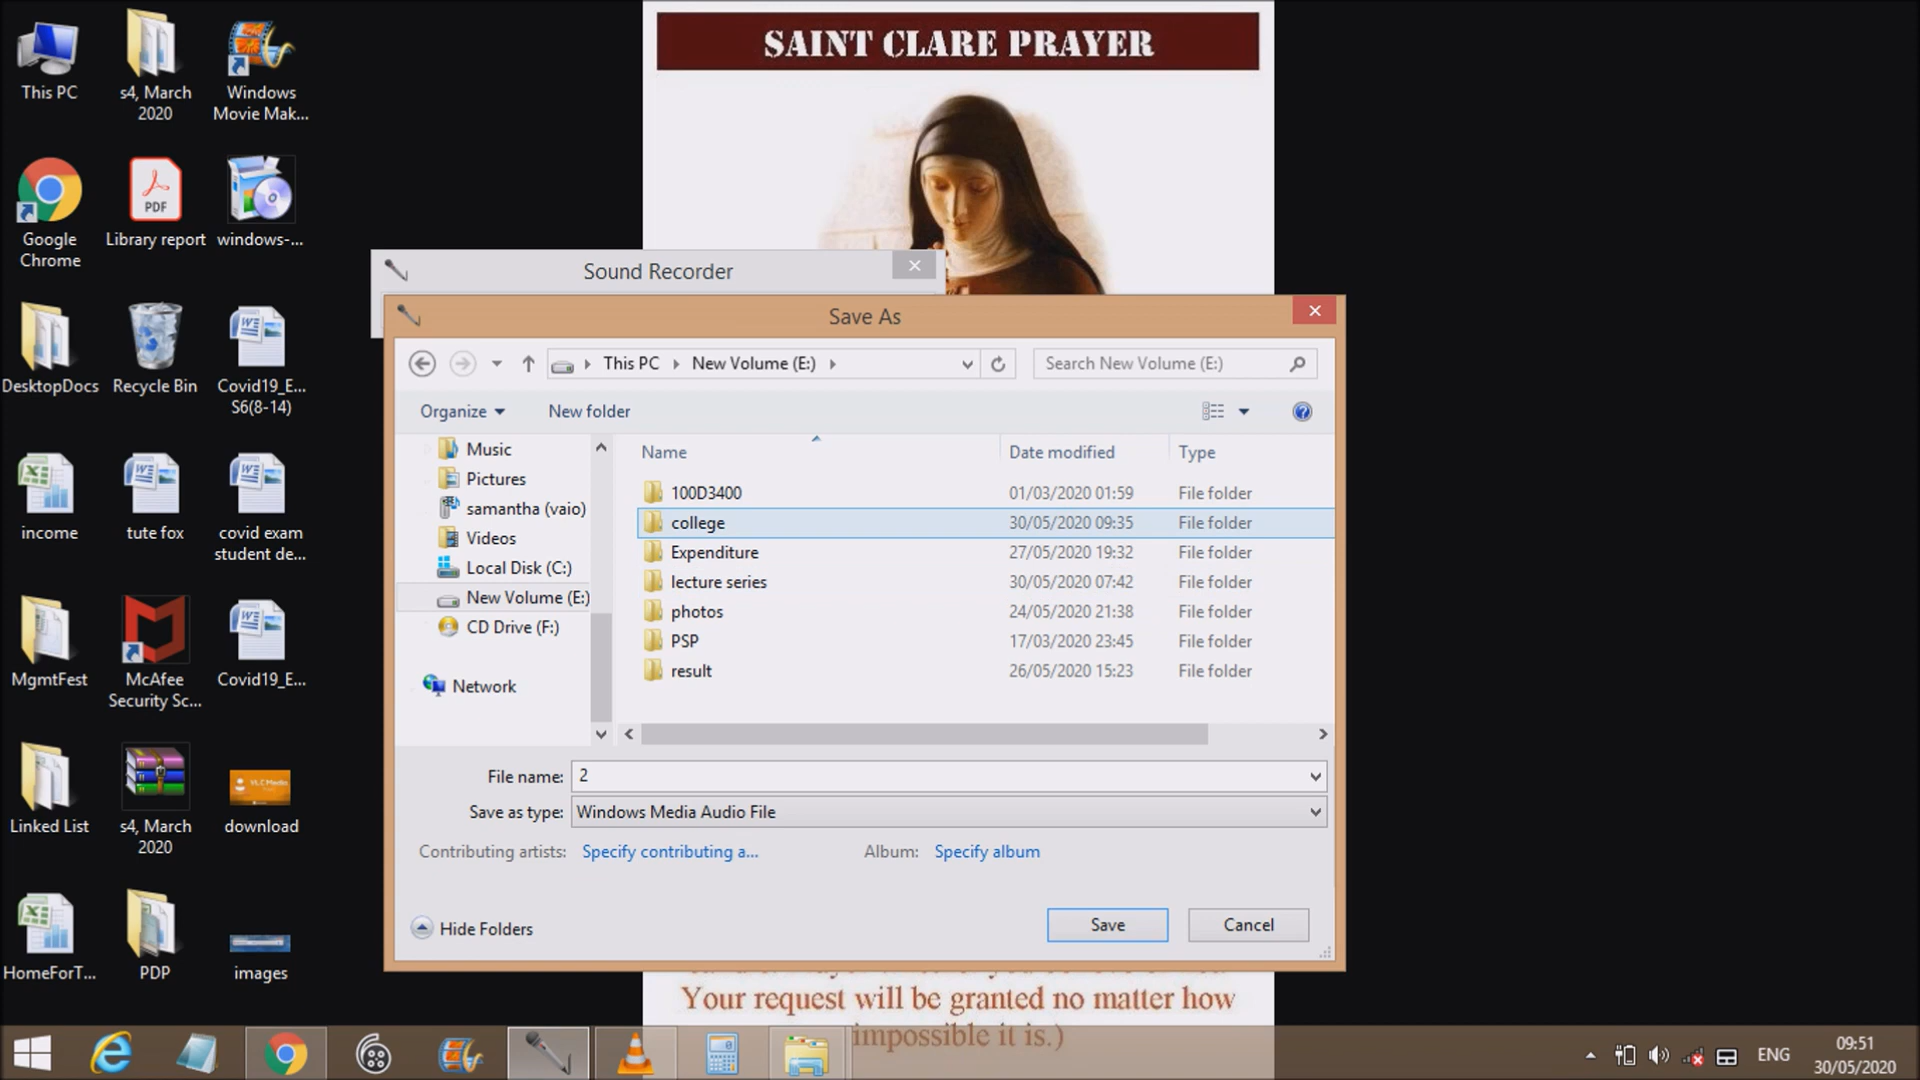 SAINT CLARE PRAYER
This PC
s4, March
2020
Windows
Movie Mak...
Google
Chrome
PDF
Library report
windows-...
DesktopDocs
Recycle Bin
Covid19_E...
S6(8-14)
income
tute fox
covid exam
student de...
MgmtFest
McAfee
Security Sc...
Covid19_E...
Linked List
s4, March
2020
download
HomeForT...
PDP
images
Sound Recorder
Save As
This PC
New Volume (E:)
Search New Volume (E:)
Organize
New folder
Music
Pictures
samantha (vaio)
Videos
Local Disk (C:)
New Volume (E:)
CD Drive (F:)
Network
Name Date modified Type
100D3400 01/03/2020 01:59 File folder
college 30/05/2020 09:35 File folder
Expenditure 27/05/2020 19:32 File folder
lecture series 30/05/2020 07:42 File folder
photos 24/05/2020 21:38 File folder
PSP 17/03/2020 23:45 File folder
result 26/05/2020 15:23 File folder
File name: 2
Save as type: Windows Media Audio File
Contributing artists: Specify contributing a...
Album: Specify album
Hide Folders
Save
Cancel
Your request will be granted no matter how
impossible it is.)
ENG
09:51
30/05/2020